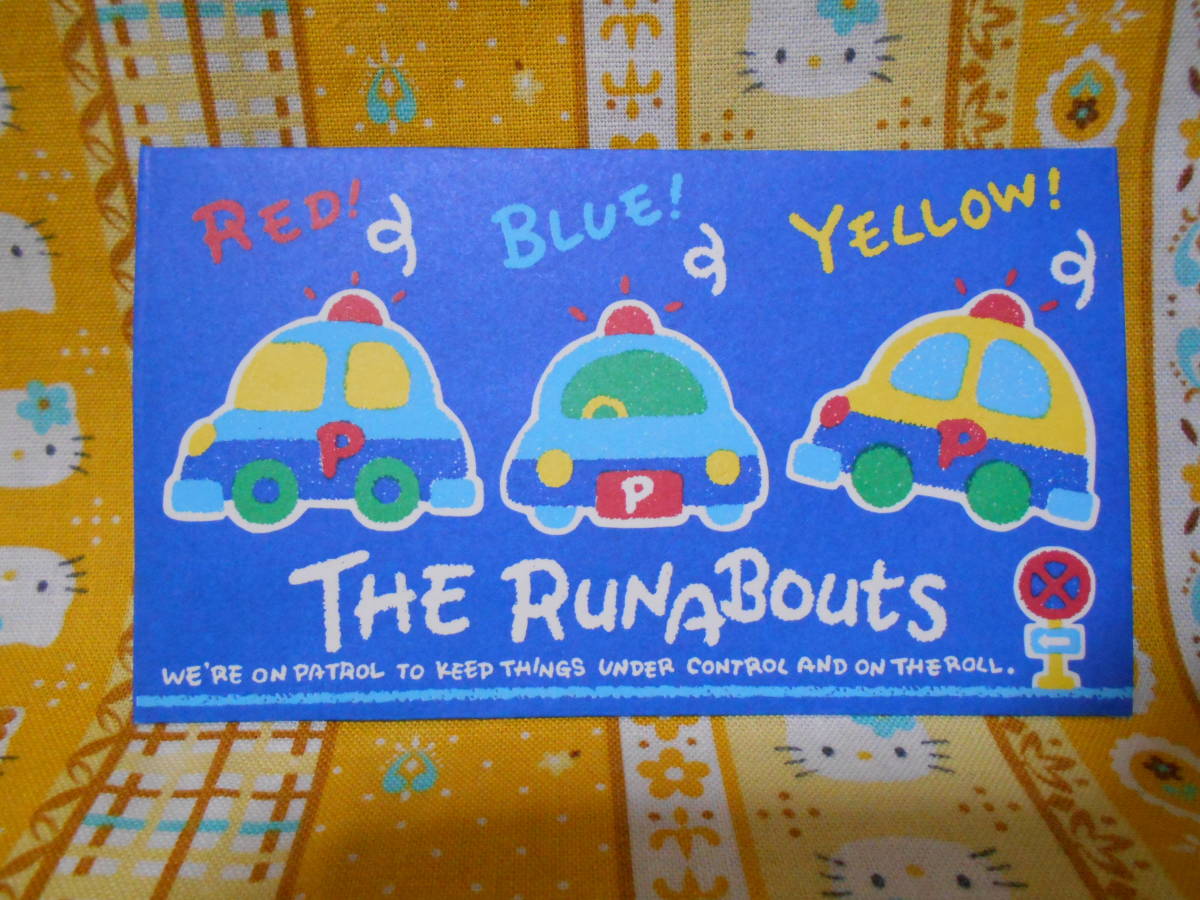 RED! BLUE! YELLOW!
P P P
THE RUNABOUTS
WE'RE ON PATROL TO KEEP THINGS UNDER CONTROL AND ON THE ROLL.